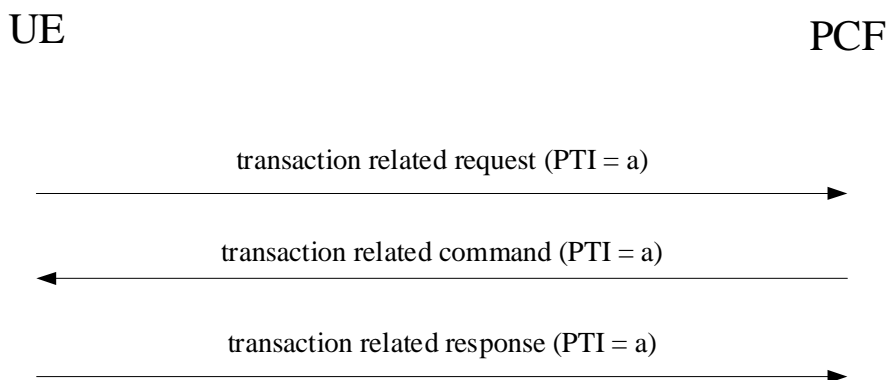 UE
PCF
transaction related request (PTI = a)
transaction related command (PTI = a)
transaction related response (PTI = a)